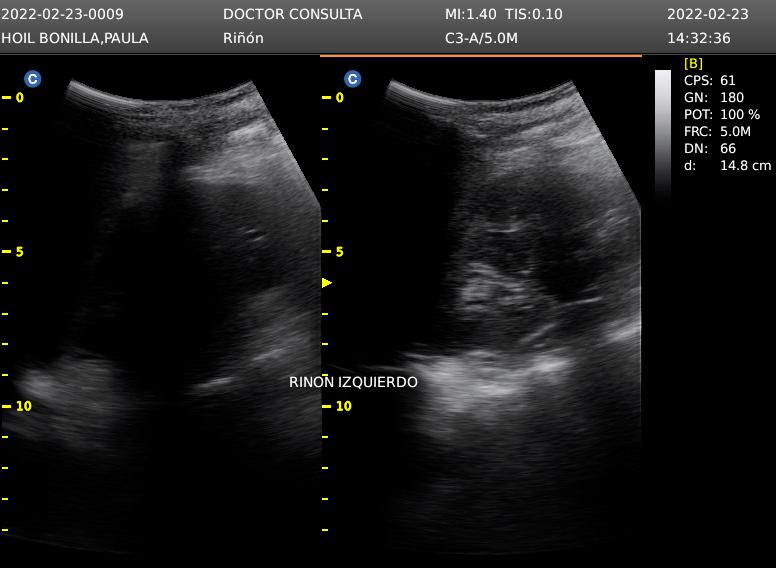 2022-02-23-0009 DOCTOR CONSULTA MI:1.40 TIS:0.10 2022-02-23
HOIL BONILLA,PAULA Riñón C3-A/5.0M 14:32:36
C C
[B]
CPS: 61
GN: 180
POT: 100 %
FRC: 5.0M
DN: 66
d: 14.8 cm
0 0
5 5
RINON IZQUIERDO
10 10